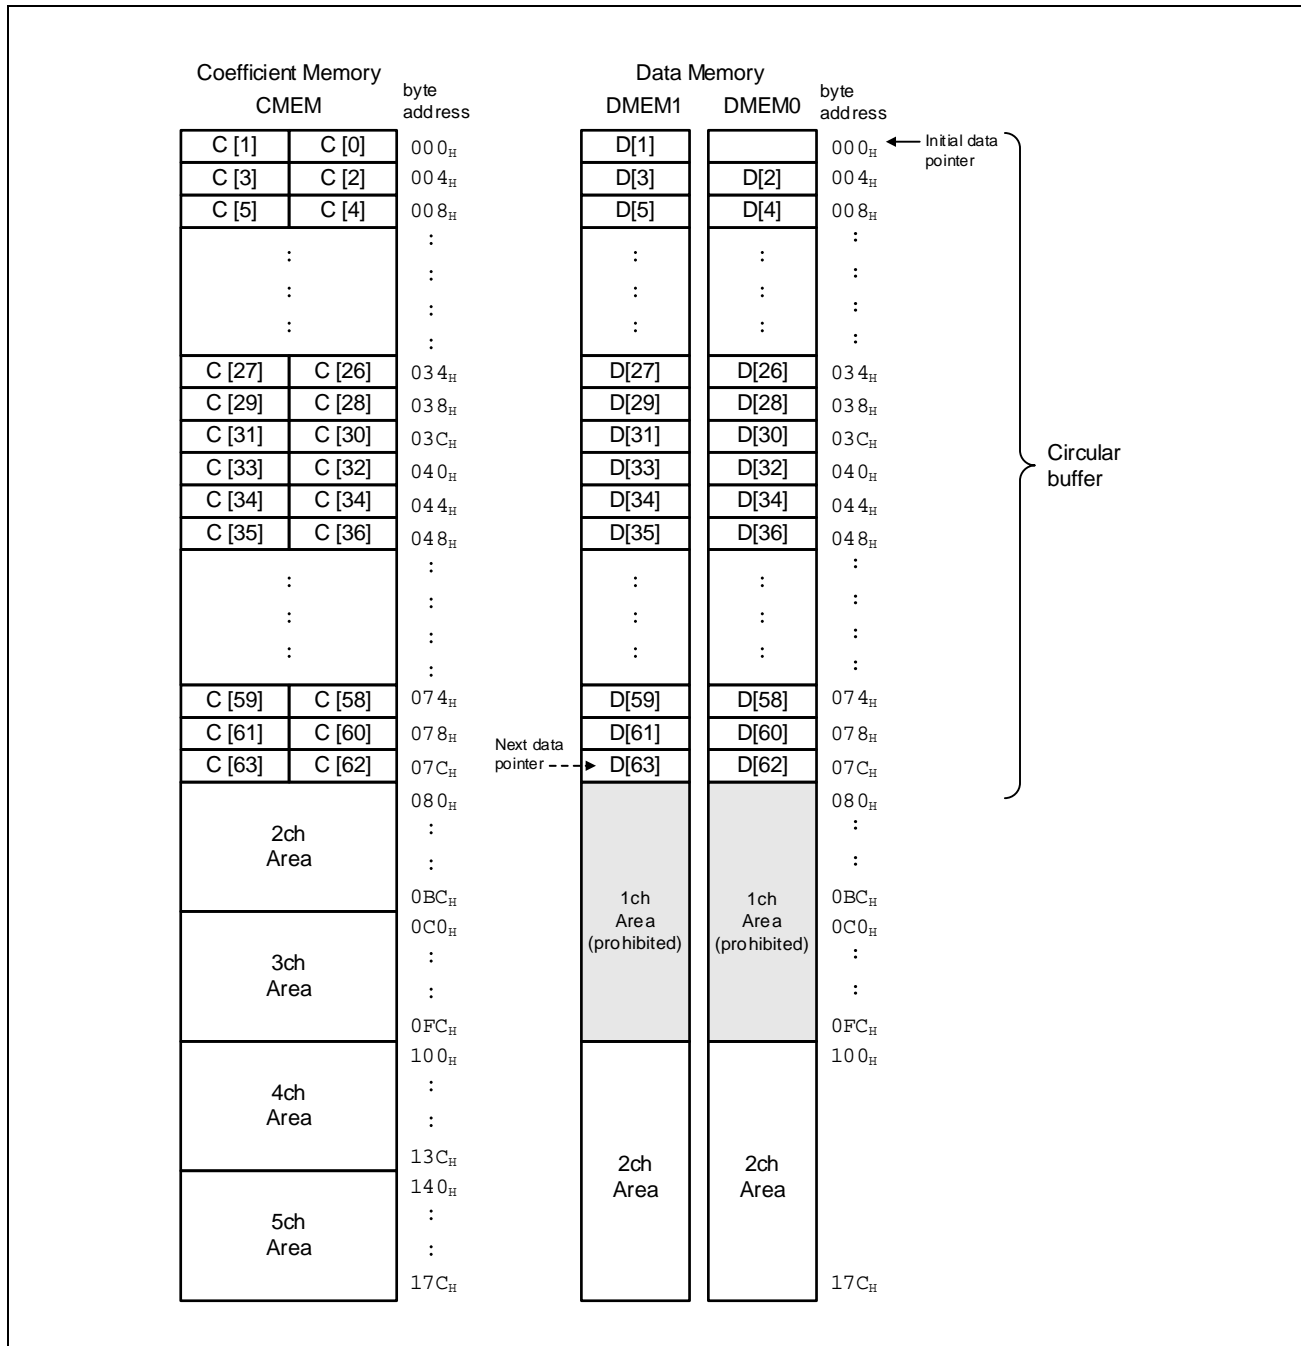 Coefficient Memory
CMEM
byte
address
Data Memory
DMEM1 DMEM0
byte
address
C [1] C [0] 000H D[1] 000H Initial data
pointer
C [3] C [2] 004H D[3] D[2] 004H
C [5] C [4] 008H D[5] D[4] 008H
: : : : :
: : : : :
: : : : :
: :
C [27] C [26] 034H D[27] D[26] 034H
C [29] C [28] 038H D[29] D[28] 038H
C [31] C [30] 03CH D[31] D[30] 03CH
C [33] C [32] 040H D[33] D[32] 040H
C [34] C [34] 044H D[34] D[34] 044H
C [35] C [36] 048H D[35] D[36] 048H
Circular
buffer
: : : : :
: : : : :
: : : : :
: :
C [59] C [58] 074H D[59] D[58] 074H
C [61] C [60] 078H D[61] D[60] 078H
C [63] C [62] 07CH Next data
pointer D[63] D[62] 07CH
2ch
Area
080H
:
:
0BCH
3ch
Area
0C0H
:
:
0FCH
4ch
Area
100H
:
:
13CH
5ch
Area
140H
:
:
17CH
1ch
Area
(prohibited)
1ch
Area
(prohibited)
080H
:
:
0BCH
0C0H
:
:
0FCH
2ch
Area
2ch
Area
100H
17CH